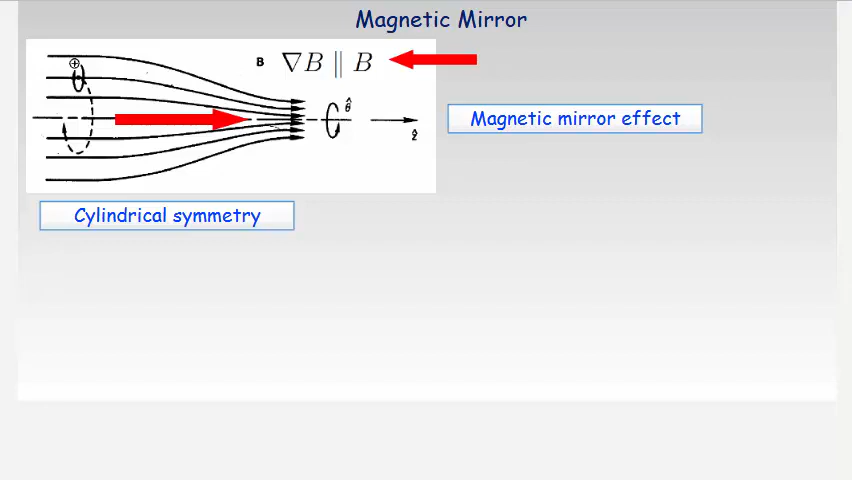 Magnetic Mirror
B ∇B ∥ B
θ̂
Magnetic mirror effect
ẑ
Cylindrical symmetry